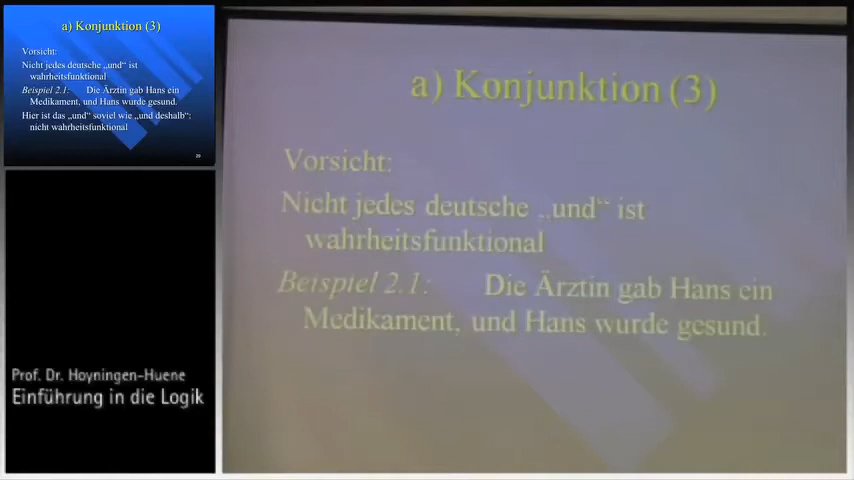 a) Konjunktion (3)
Vorsicht:
Nicht jedes deutsche „und“ ist
wahrheitsfunktional
Beispiel 2.1: Die Ärztin gab Hans ein
Medikament, und Hans wurde gesund.
Hier ist das „und“ soviel wie „und deshalb“:
nicht wahrheitsfunktional
29
Prof. Dr. Hoyningen-Huene
Einführung in die Logik
a) Konjunktion (3)
Vorsicht:
Nicht jedes deutsche „und“ ist
wahrheitsfunktional
Beispiel 2.1: Die Ärztin gab Hans ein
Medikament, und Hans wurde gesund.